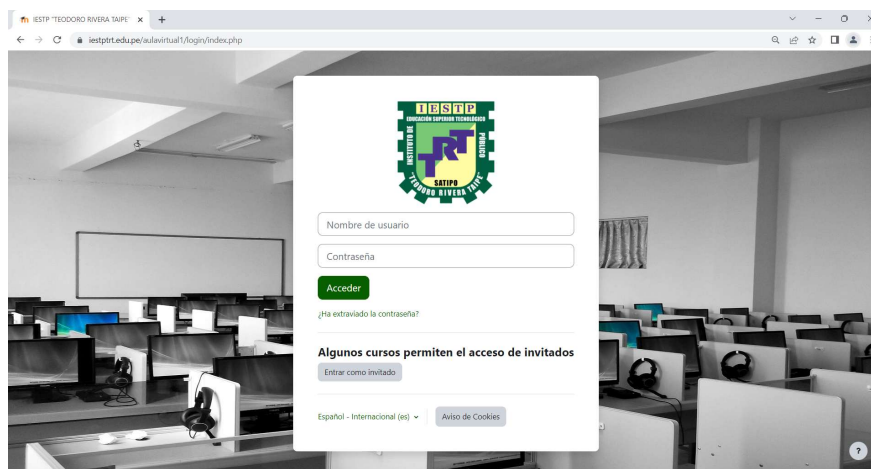 IESTP "TEODORO RIVERA TAIPE"
iestptrt.edu.pe/aulavirtual1/login/index.php
IESTP
EDUCACIÓN SUPERIOR TECNOLÓGICO
INSTITUTO DE
PÚBLICO
TRT
SATIPO
"TEODORO RIVERA TAIPE"
Nombre de usuario
Contraseña
Acceder
¿Ha extraviado la contraseña?
Algunos cursos permiten el acceso de invitados
Entrar como invitado
Español - Internacional (es)
Aviso de Cookies
?